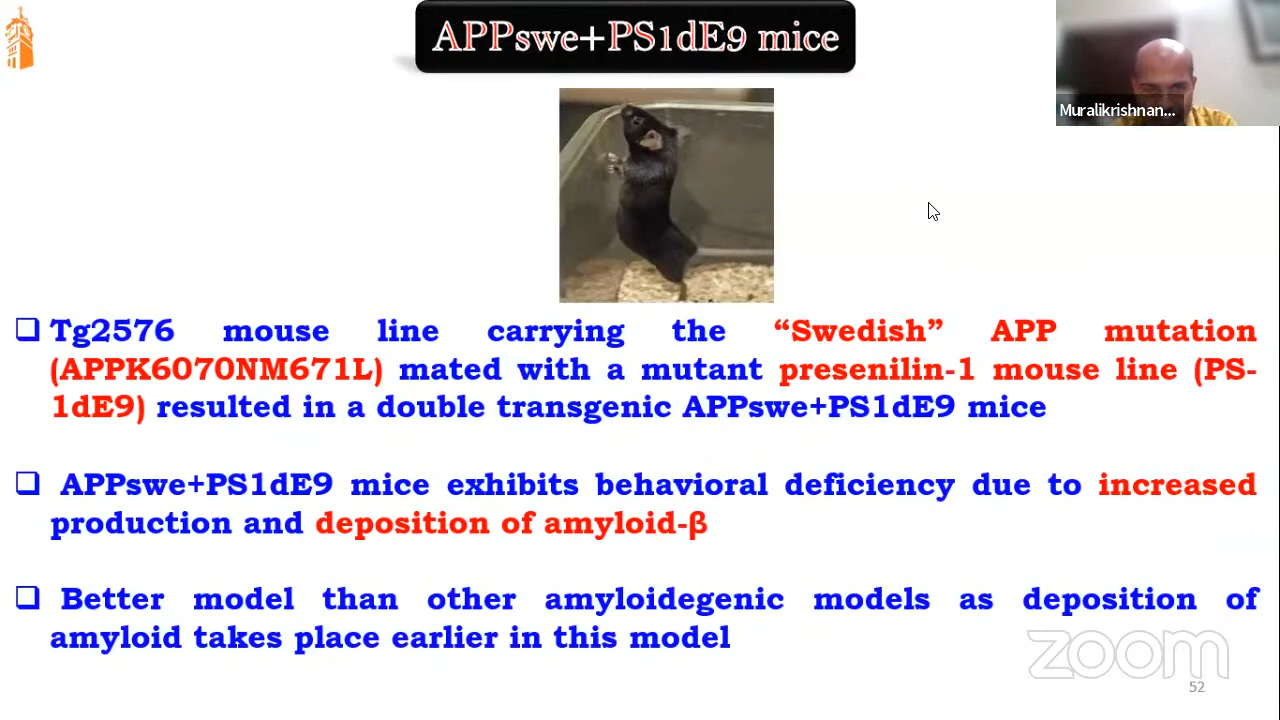 APPswe+PS1dE9 mice
Muralikrishnan...
❑ Tg2576 mouse line carrying the “Swedish” APP mutation
(APPK6070NM671L) mated with a mutant presenilin-1 mouse line (PS-
1dE9) resulted in a double transgenic APPswe+PS1dE9 mice
❑ APPswe+PS1dE9 mice exhibits behavioral deficiency due to increased
production and deposition of amyloid-β
❑ Better model than other amyloidegenic models as deposition of
amyloid takes place earlier in this model
zoom
52